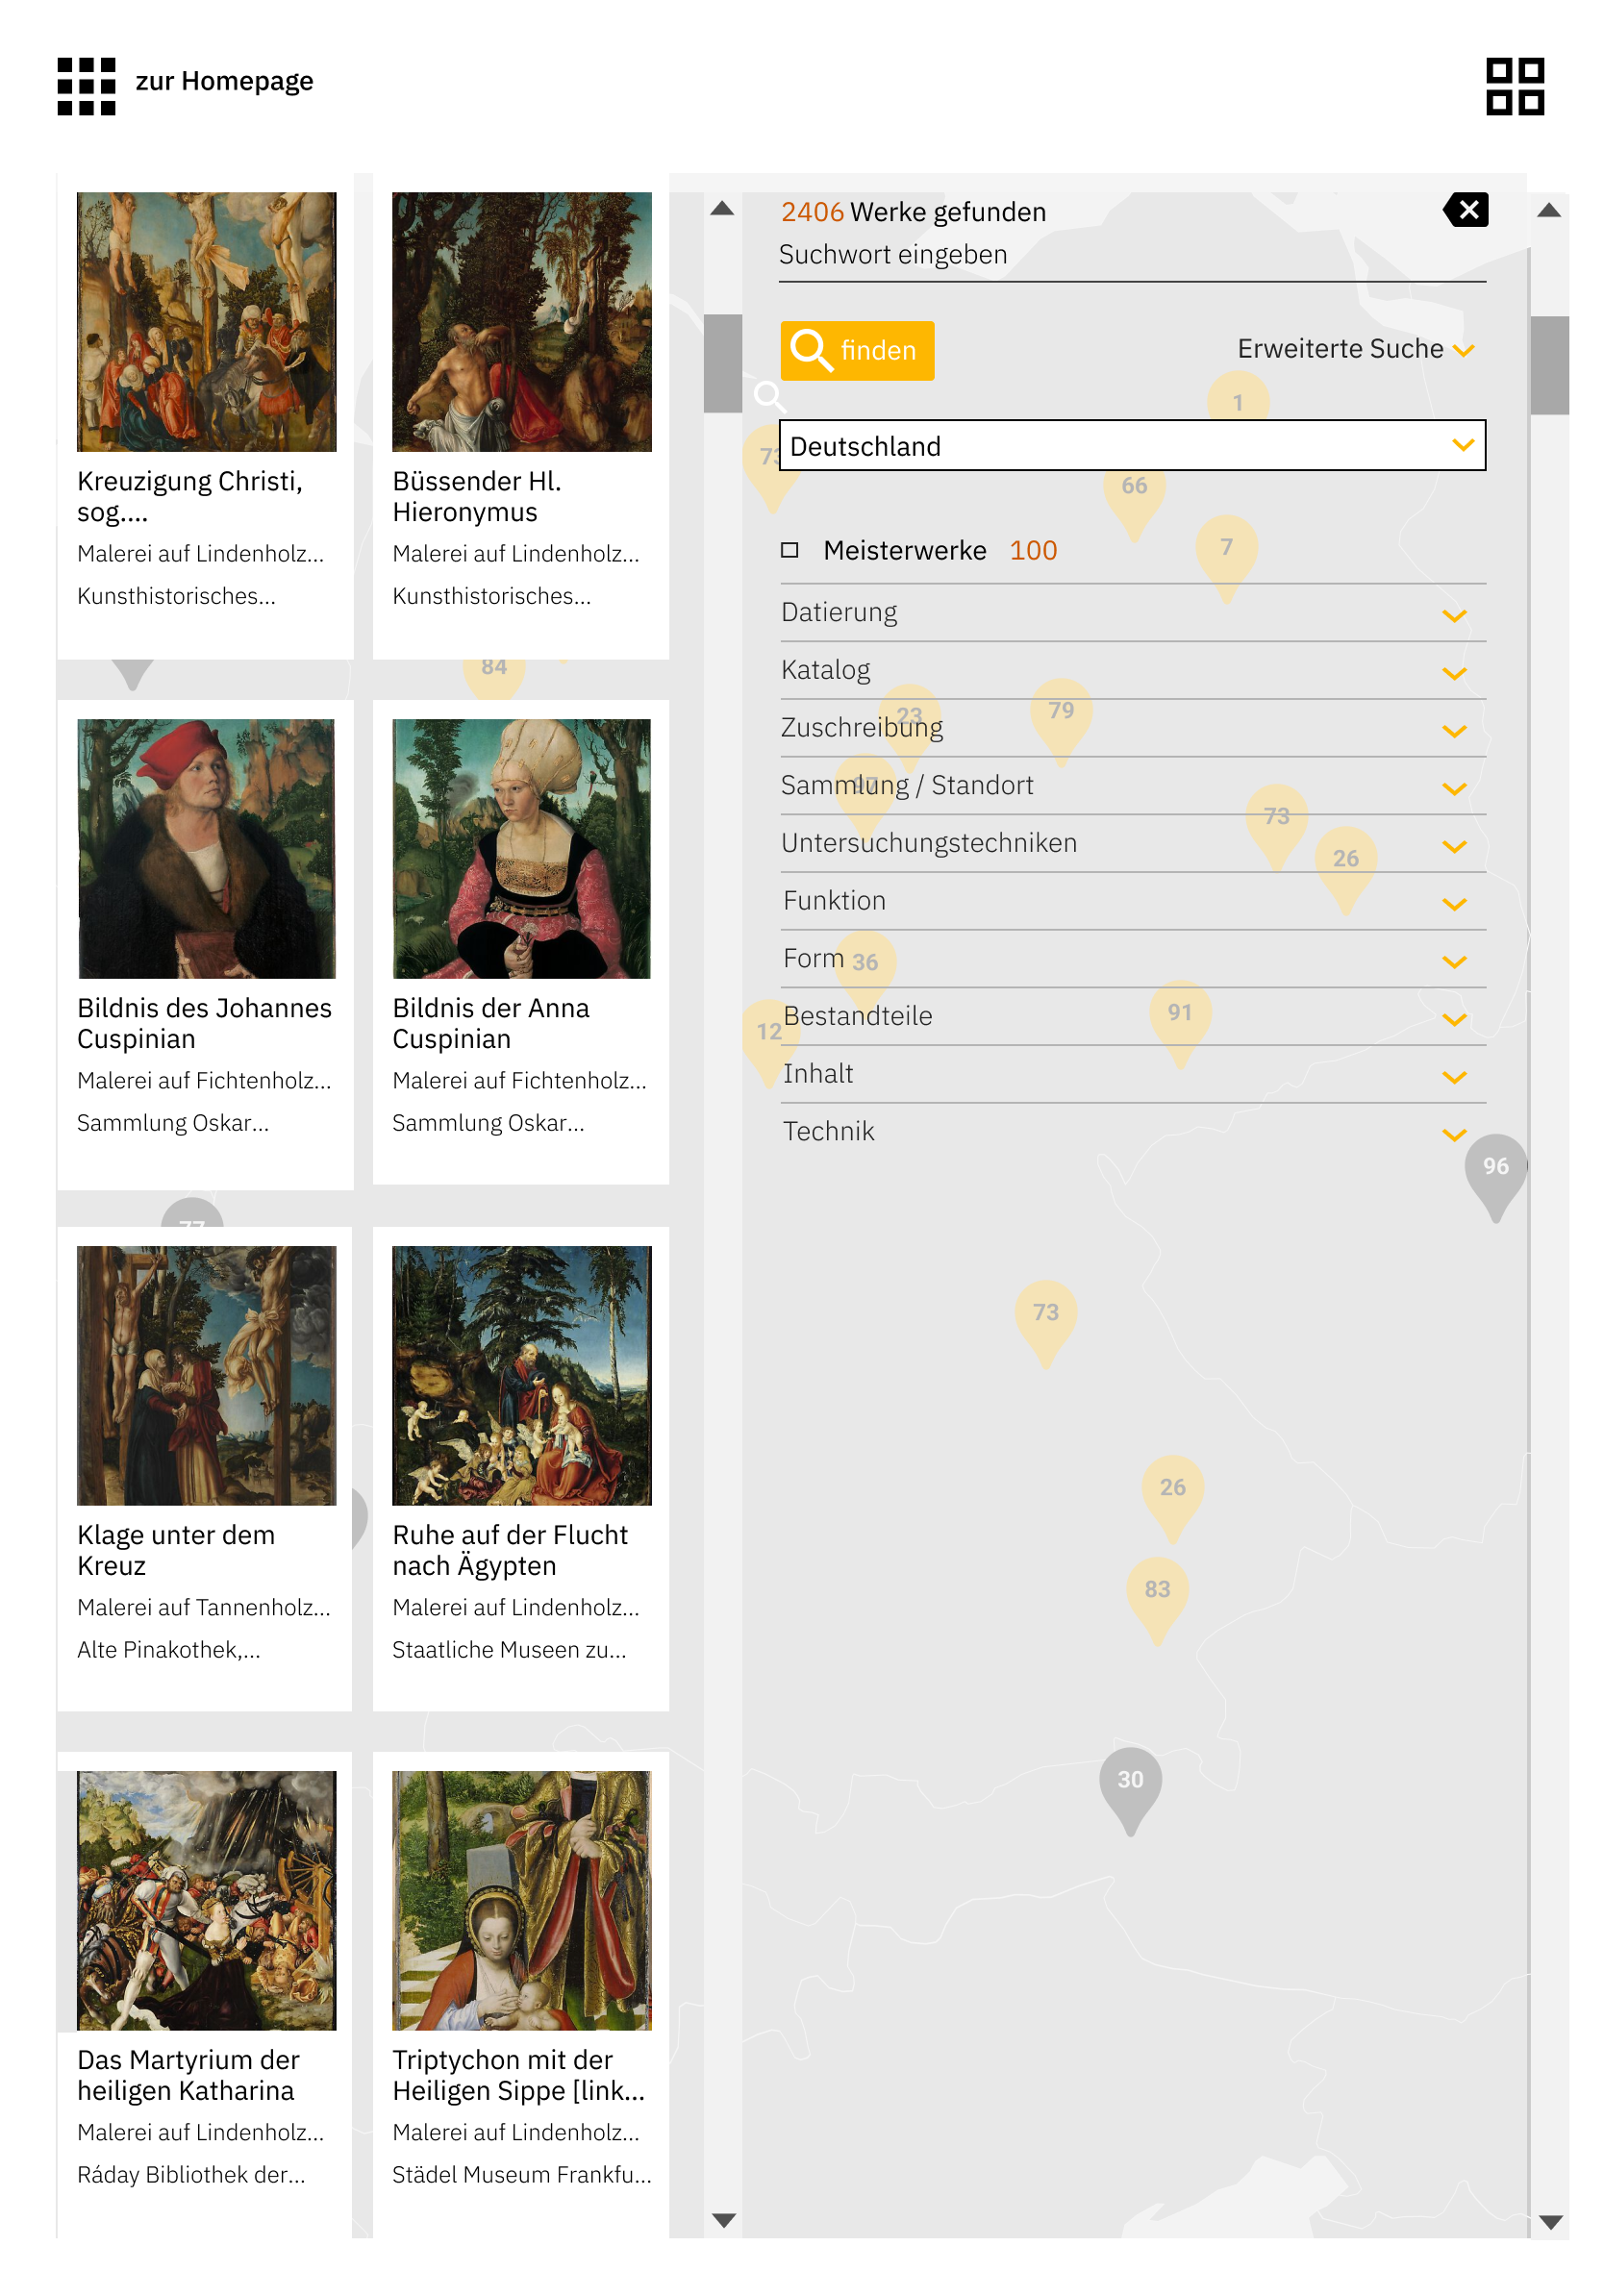 zur Homepage
Kreuzigung Christi,
sog....
Malerei auf Lindenholz...
Kunsthistorisches...
Büssender Hl.
Hieronymus
Malerei auf Lindenholz...
Kunsthistorisches...
84
Bildnis des Johannes
Cuspinian
Malerei auf Fichtenholz...
Sammlung Oskar...
Bildnis der Anna
Cuspinian
Malerei auf Fichtenholz...
Sammlung Oskar...
77
Klage unter dem
Kreuz
Malerei auf Tannenholz...
Alte Pinakothek,...
Ruhe auf der Flucht
nach Ägypten
Malerei auf Lindenholz...
Staatliche Museen zu...
Das Martyrium der
heiligen Katharina
Malerei auf Lindenholz...
Ráday Bibliothek der...
Triptychon mit der
Heiligen Sippe [link...
Malerei auf Lindenholz...
Städel Museum Frankfu...
2406 Werke gefunden
Suchwort eingeben
finden
Erweiterte Suche
1
Deutschland
73
66
7
Meisterwerke 100
Datierung
Katalog
23
79
Zuschreibung
97
Sammlung / Standort
73
Untersuchungstechniken
26
Funktion
Form
36
12
Bestandteile
91
Inhalt
Technik
96
73
26
83
30